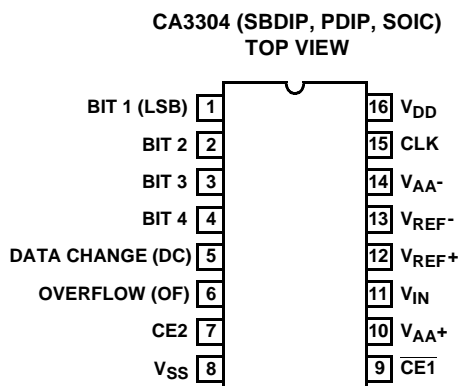 CA3304 (SBDIP, PDIP, SOIC)
TOP VIEW
BIT 1 (LSB) 1 16 VDD
BIT 2 2 15 CLK
BIT 3 3 14 VAA-
BIT 4 4 13 VREF-
DATA CHANGE (DC) 5 12 VREF+
OVERFLOW (OF) 6 11 VIN
CE2 7 10 VAA+
VSS 8 9 C̅E̅1̅